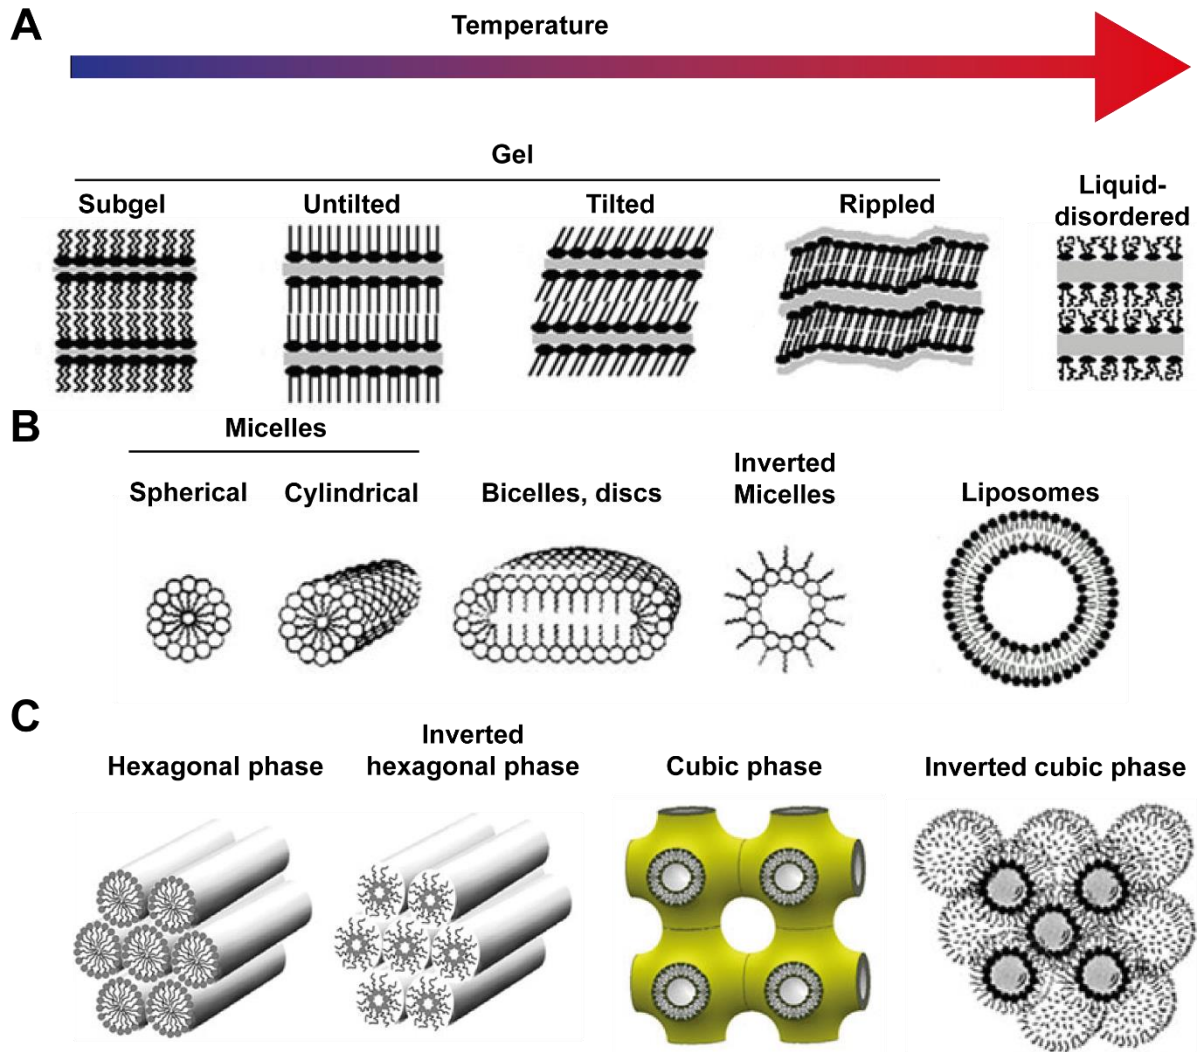 A
Temperature
Gel
Subgel
Untilted
Tilted
Rippled
Liquid-
disordered
B
Micelles
Spherical
Cylindrical
Bicelles, discs
Inverted
Micelles
Liposomes
C
Hexagonal phase
Inverted
hexagonal phase
Cubic phase
Inverted cubic phase